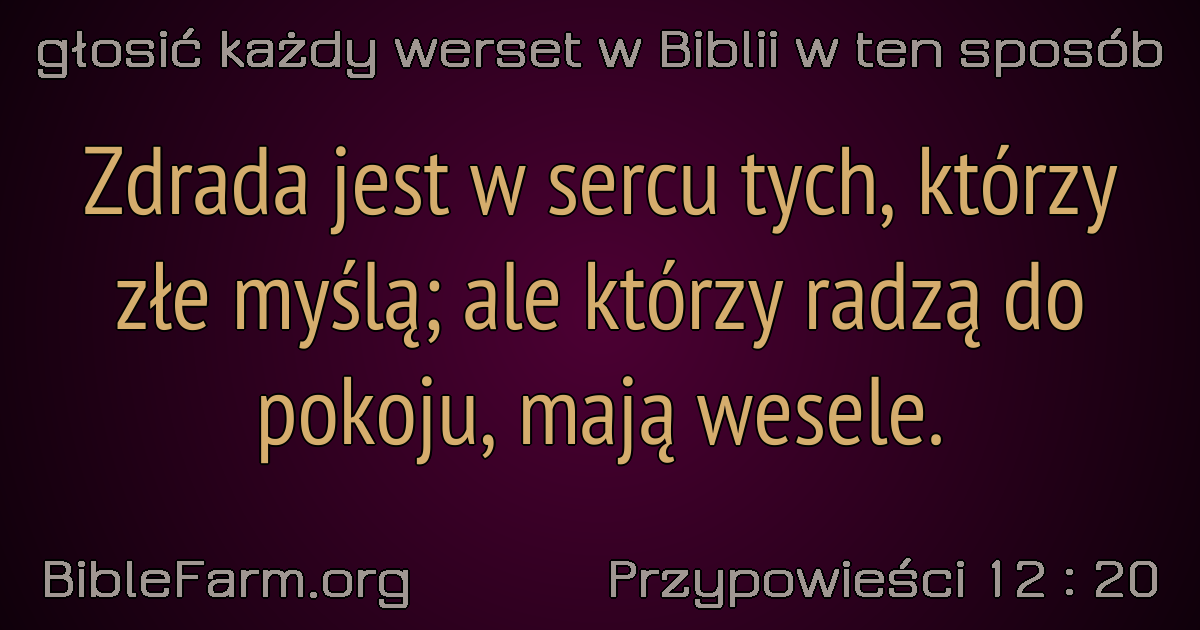 głosić każdy werset w Biblii w ten sposób
Zdrada jest w sercu tych, którzy
złe myślą; ale którzy radzą do
pokoju, mają wesele.
BibleFarm.org
Przypowieści 12 : 20